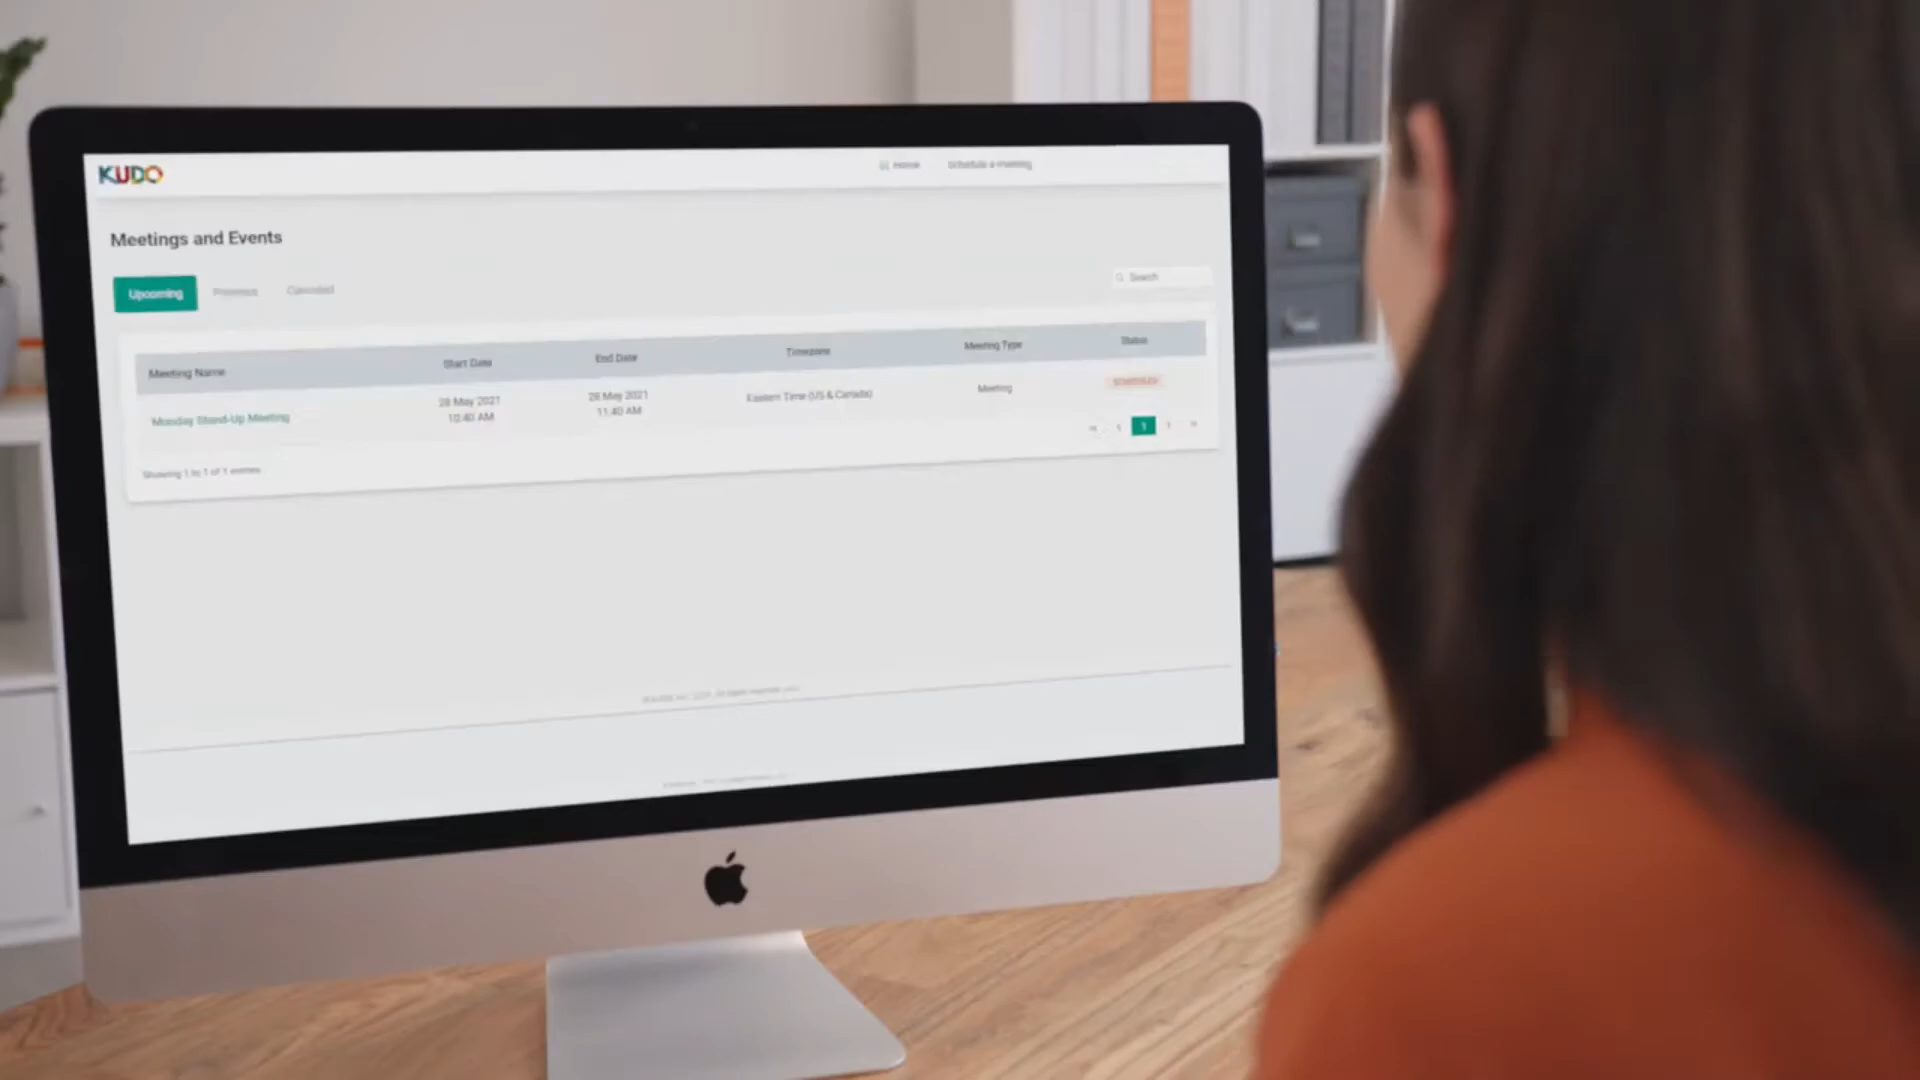 KUDO
Home
Schedule a meeting
Meetings and Events
Upcoming
Previous
Canceled
Search
Meeting Name
Start Date
End Date
Timezone
Meeting Type
Status
Monday Stand-Up Meeting
28 May 2021
10:40 AM
28 May 2021
11:40 AM
Eastern Time (US & Canada)
Meeting
SCHEDULED
1
Showing 1 to 1 of 1 entries